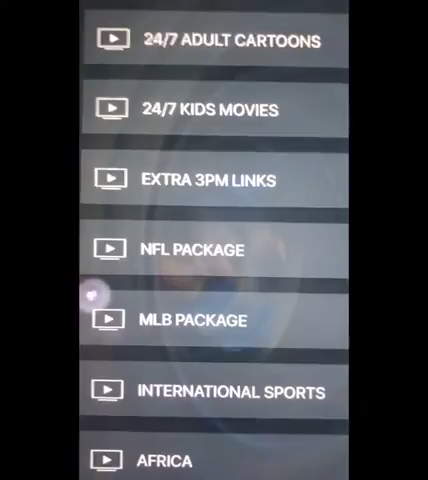 24/7 ADULT CARTOONS
24/7 KIDS MOVIES
EXTRA 3PM LINKS
NFL PACKAGE
MLB PACKAGE
INTERNATIONAL SPORTS
AFRICA